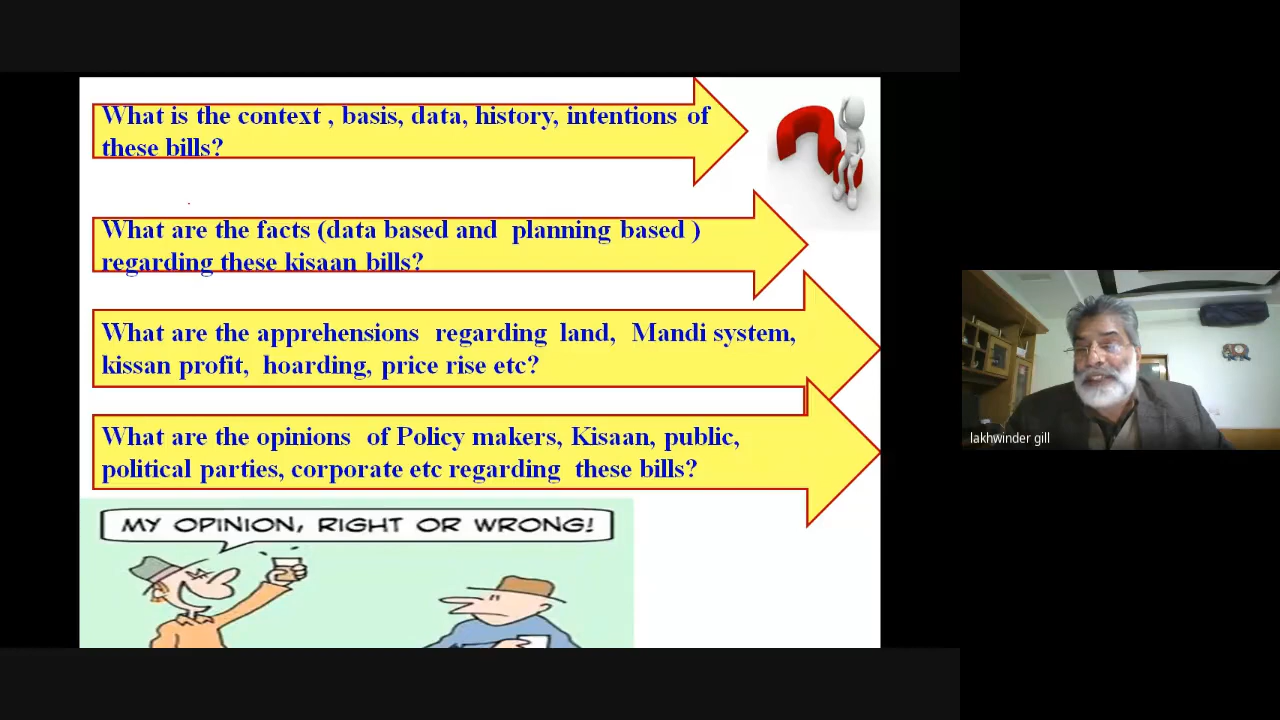 What is the context , basis, data, history, intentions of
these bills?
What are the facts (data based and planning based )
regarding these kisaan bills?
What are the apprehensions regarding land, Mandi system,
kissan profit, hoarding, price rise etc?
What are the opinions of Policy makers, Kisaan, public,
political parties, corporate etc regarding these bills?
MY OPINION, RIGHT OR WRONG!
lakhwinder gill